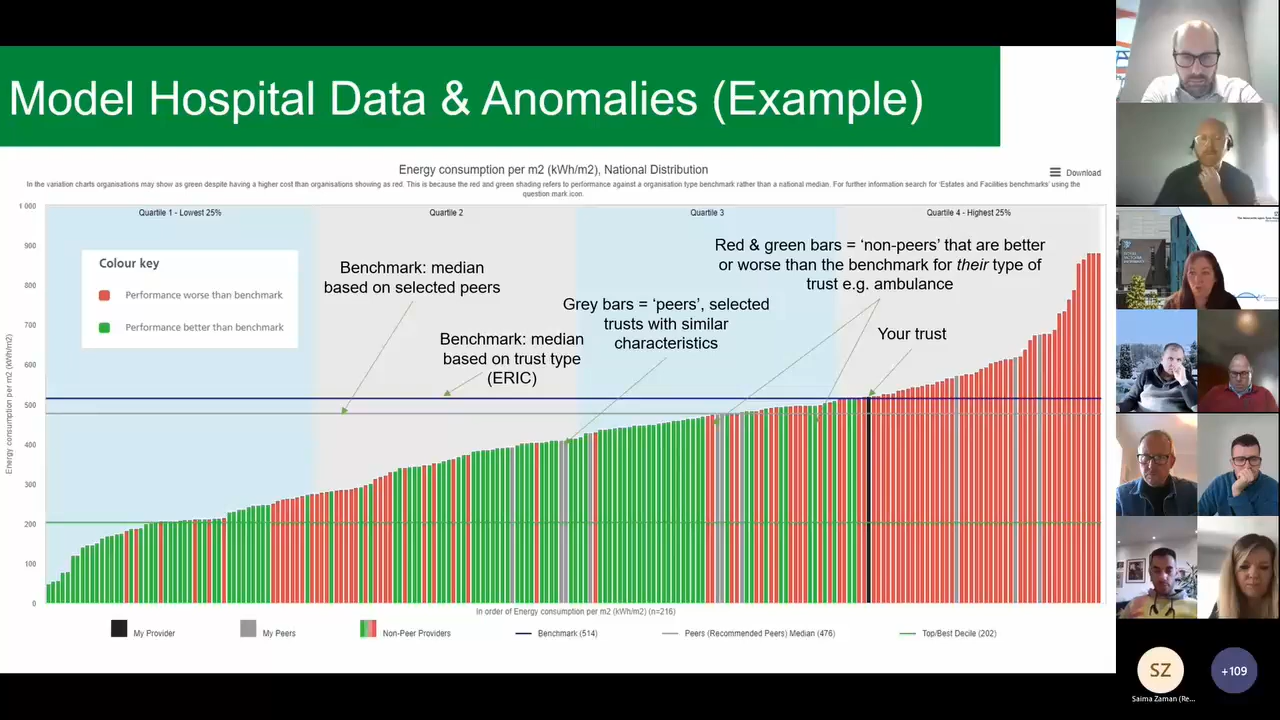 Model Hospital Data & Anomalies (Example)
Energy consumption per m2 (kWh/m2), National Distribution
Download
In the variation charts organisations may show as green despite having a higher cost than organisations showing as red. This is because the red and green shading refers to performance against a organisation type benchmark rather than a national median. For further information search for 'Estates and Facilities benchmarks' using the
question mark icon.
Quartile 1 - Lowest 25%
Quartile 2
Quartile 3
Quartile 4 - Highest 25%
Colour key
Performance worse than benchmark
Performance better than benchmark
Benchmark: median
based on selected peers
Benchmark: median
based on trust type
(ERIC)
Grey bars = ‘peers’, selected
trusts with similar
characteristics
Red & green bars = ‘non-peers’ that are better
or worse than the benchmark for their type of
trust e.g. ambulance
Your trust
Energy consumption per m2 (kWh/m2)
1 000
900
800
700
600
500
400
300
200
100
0
In order of Energy consumption per m2 (kWh/m2) (n=216)
My Provider
My Peers
Non-Peer Providers
Benchmark (514)
Peers (Recommended Peers) Median (476)
Top/Best Decile (202)
SZ
+109
Saima Zaman (Re...